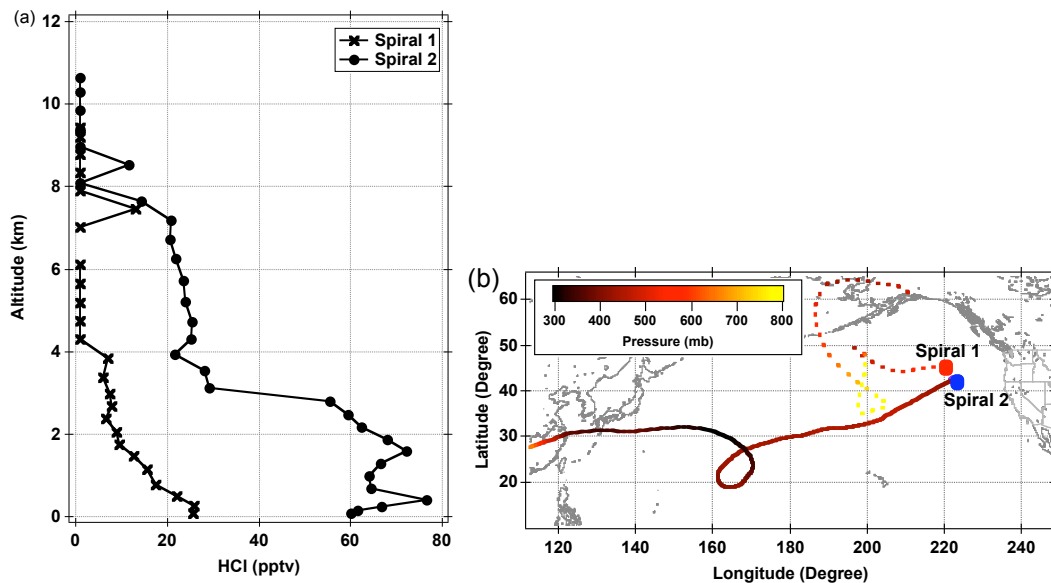 (a)
12
10
8
6
4
2
0
Altitude (km)
0
20
40
60
80
HCl (pptv)
Spiral 1
Spiral 2
(b)
60
50
40
30
20
Latitude (Degree)
300 400 500 600 700 800
Pressure (mb)
Spiral 1
Spiral 2
120 140 160 180 200 220 240
Longitude (Degree)